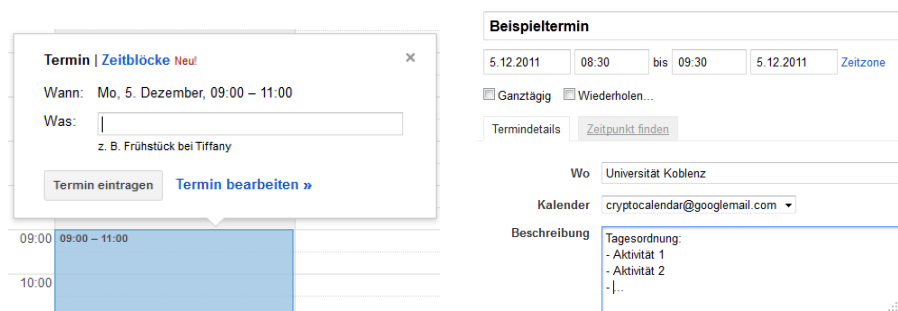 Termin | Zeitblöcke Neu! ×
Wann: Mo, 5. Dezember, 09:00 – 11:00
Was:
z. B. Frühstück bei Tiffany
Termin eintragen Termin bearbeiten »
09:00 09:00 – 11:00
10:00
Beispieltermin
5.12.2011 08:30 bis 09:30 5.12.2011 Zeitzone
Ganztägig Wiederholen...
Termindetails Zeitpunkt finden
Wo Universität Koblenz
Kalender cryptocalendar@googlemail.com
Beschreibung Tagesordnung:
- Aktivität 1
- Aktivität 2
- ...